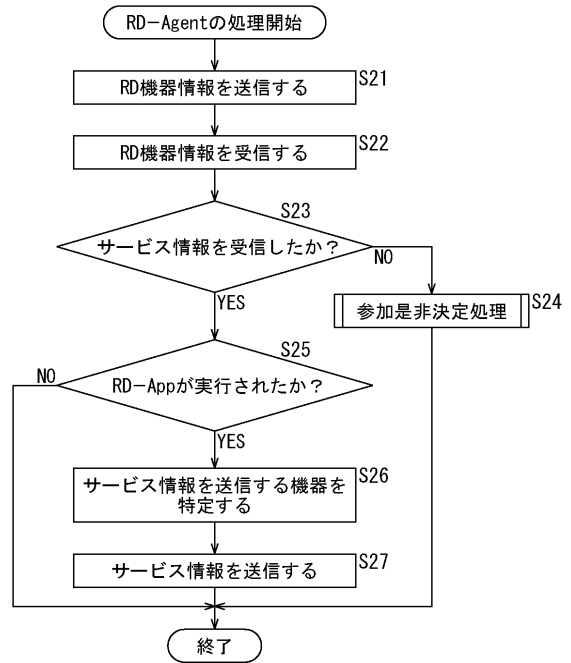 RD−Agentの処理開始
S21
RD機器情報を送信する
S22
RD機器情報を受信する
S23
サービス情報を受信したか？
NO
YES
S24
参加是非決定処理
S25
RD−Appが実行されたか？
NO
YES
S26
サービス情報を送信する機器を
特定する
S27
サービス情報を送信する
終了